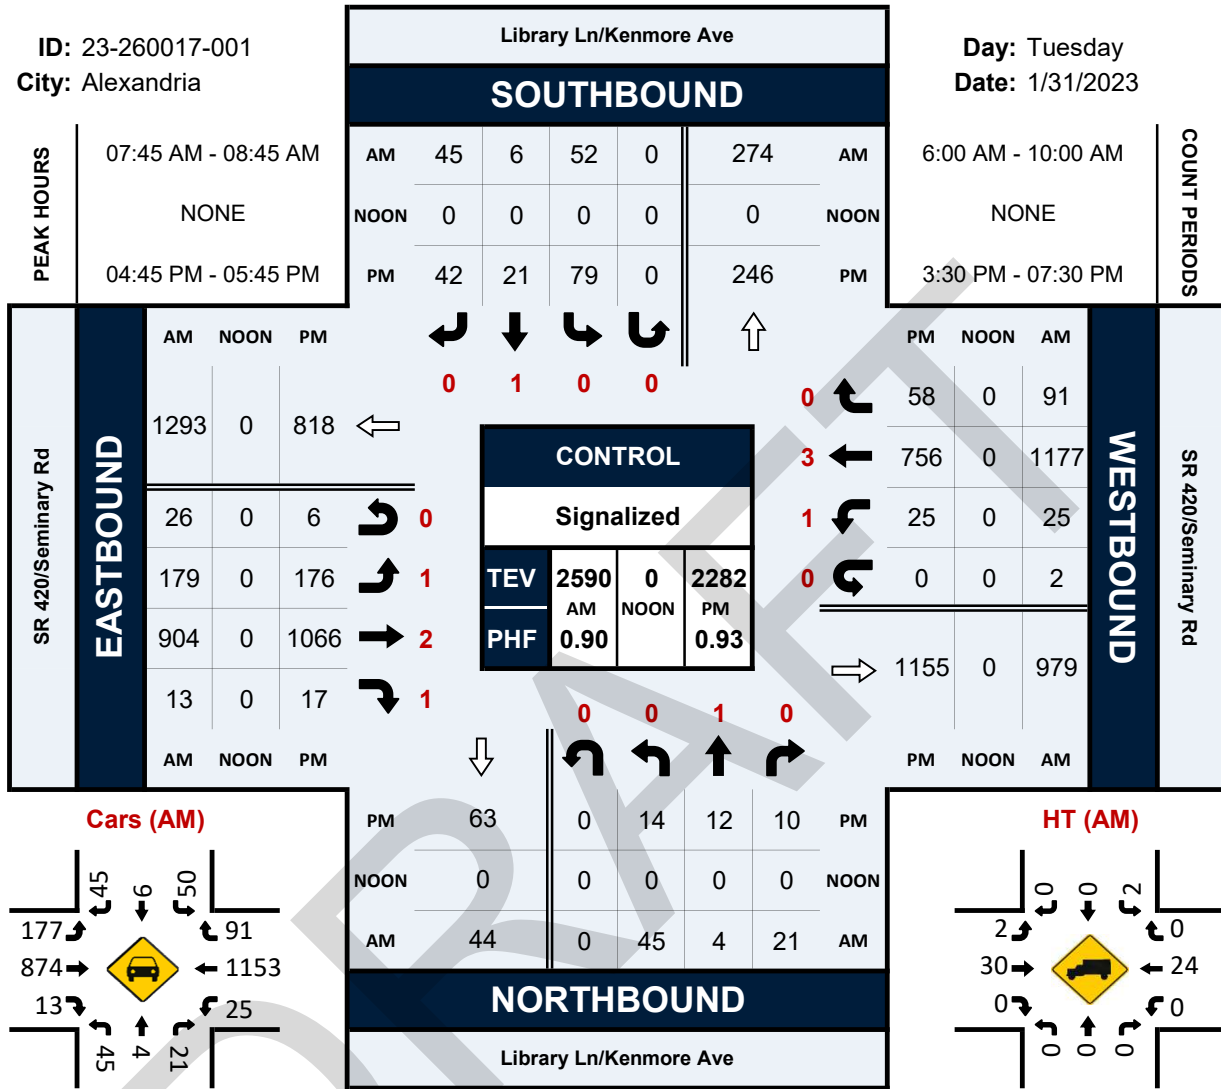 Library Ln/Kenmore Ave
ID: 23-260017-001
City: Alexandria
Day: Tuesday
Date: 1/31/2023
SOUTHBOUND
PEAK HOURS
07:45 AM - 08:45 AM
NONE
04:45 PM - 05:45 PM
AM 45 6 52 0 274 AM
NOON 0 0 0 0 0 NOON
PM 42 21 79 0 246 PM
6:00 AM - 10:00 AM
NONE
3:30 PM - 07:30 PM
COUNT PERIODS
0 1 0 0
SR 420/Seminary Rd
EASTBOUND
AM NOON PM
1293 0 818
26 0 6 0
179 0 176 1
904 0 1066 2
13 0 17 1
AM NOON PM
CONTROL
Signalized
TEV 2590 0 2282
AM NOON PM
PHF 0.90 0.93
PM NOON AM
0 58 0 91
3 756 0 1177
1 25 0 25
0 0 0 2
1155 0 979
PM NOON AM
WESTBOUND
SR 420/Seminary Rd
0 0 1 0
PM 63 0 14 12 10 PM
NOON 0 0 0 0 0 NOON
AM 44 0 45 4 21 AM
NORTHBOUND
Library Ln/Kenmore Ave
Cars (AM)
45 6 50
177 91
874 1153
13 25
45 4 21
HT (AM)
0 0 2
2 0
30 24
0 0
0 0 0
DRAFT